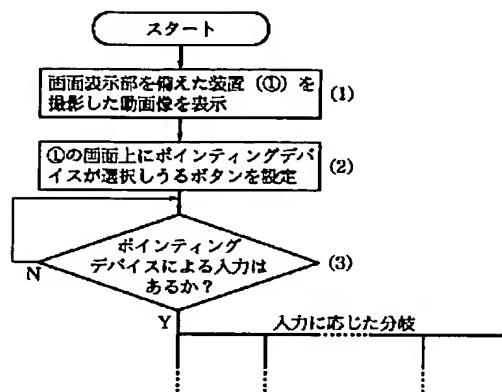 スタート
画面表示部を備えた装置（①）を
撮影した動画像を表示
(1)
①の画面上にポインティングデバ
イスが選択しうるボタンを設定
(2)
ポインティング
デバイスによる入力は
あるか？
(3)
N
Y
入力に応じた分岐